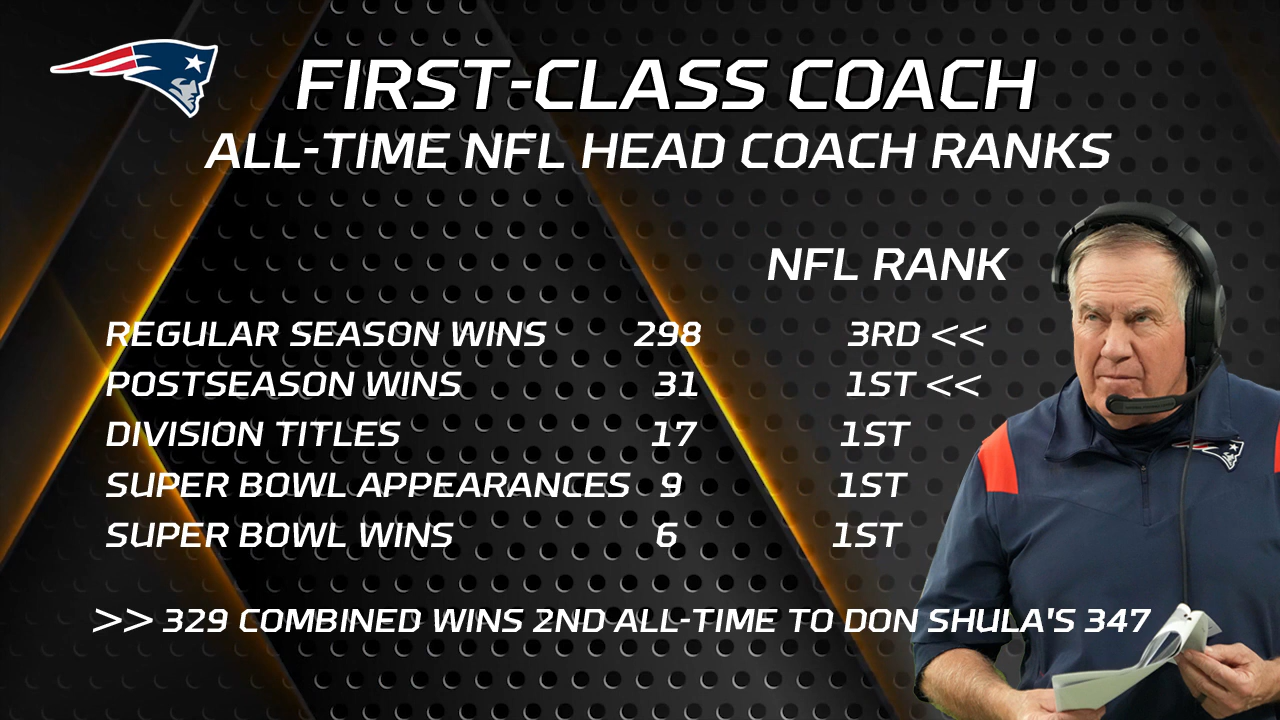 FIRST-CLASS COACH
ALL-TIME NFL HEAD COACH RANKS
NFL RANK
REGULAR SEASON WINS 298 3RD <<
POSTSEASON WINS 31 1ST <<
DIVISION TITLES 17 1ST
SUPER BOWL APPEARANCES 9 1ST
SUPER BOWL WINS 6 1ST
>> 329 COMBINED WINS 2ND ALL-TIME TO DON SHULA'S 347